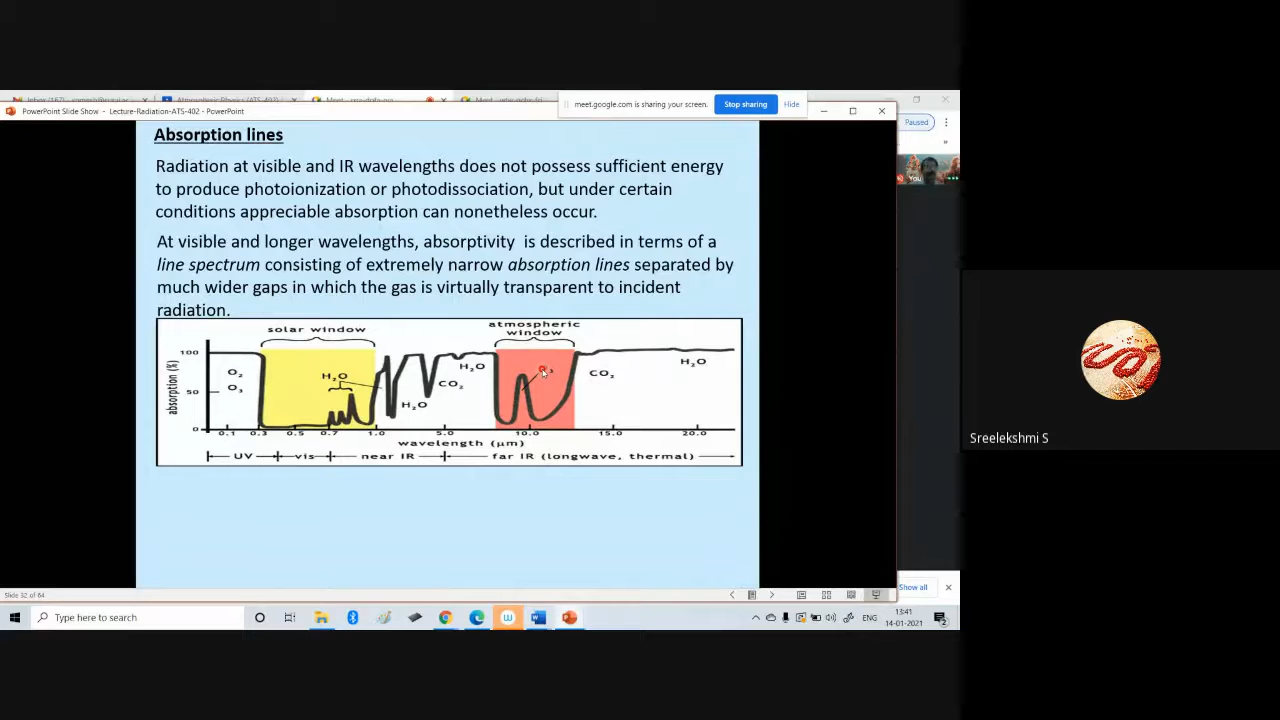 meet.google.com is sharing your screen.
Stop sharing
Hide
PowerPoint Slide Show - Lecture-Radiation-ATS-402 - PowerPoint
Paused
You
Absorption lines
Radiation at visible and IR wavelengths does not possess sufficient energy
to produce photoionization or photodissociation, but under certain
conditions appreciable absorption can nonetheless occur.
At visible and longer wavelengths, absorptivity is described in terms of a
line spectrum consisting of extremely narrow absorption lines separated by
much wider gaps in which the gas is virtually transparent to incident
radiation.
solar window
atmospheric
window
absorption (%)
100
50
0
O₂
O₃
H₂O
H₂O
CO₂
H₂O
CO₂
H₂O
0.1 0.3 0.5 0.7 1.0 5.0 10.0 15.0 20.0
wavelength (μm)
UV vis near IR far IR (longwave, thermal)
Sreelekshmi S
Show all
Slide 32 of 64
Type here to search
ENG
13:41
14-01-2021